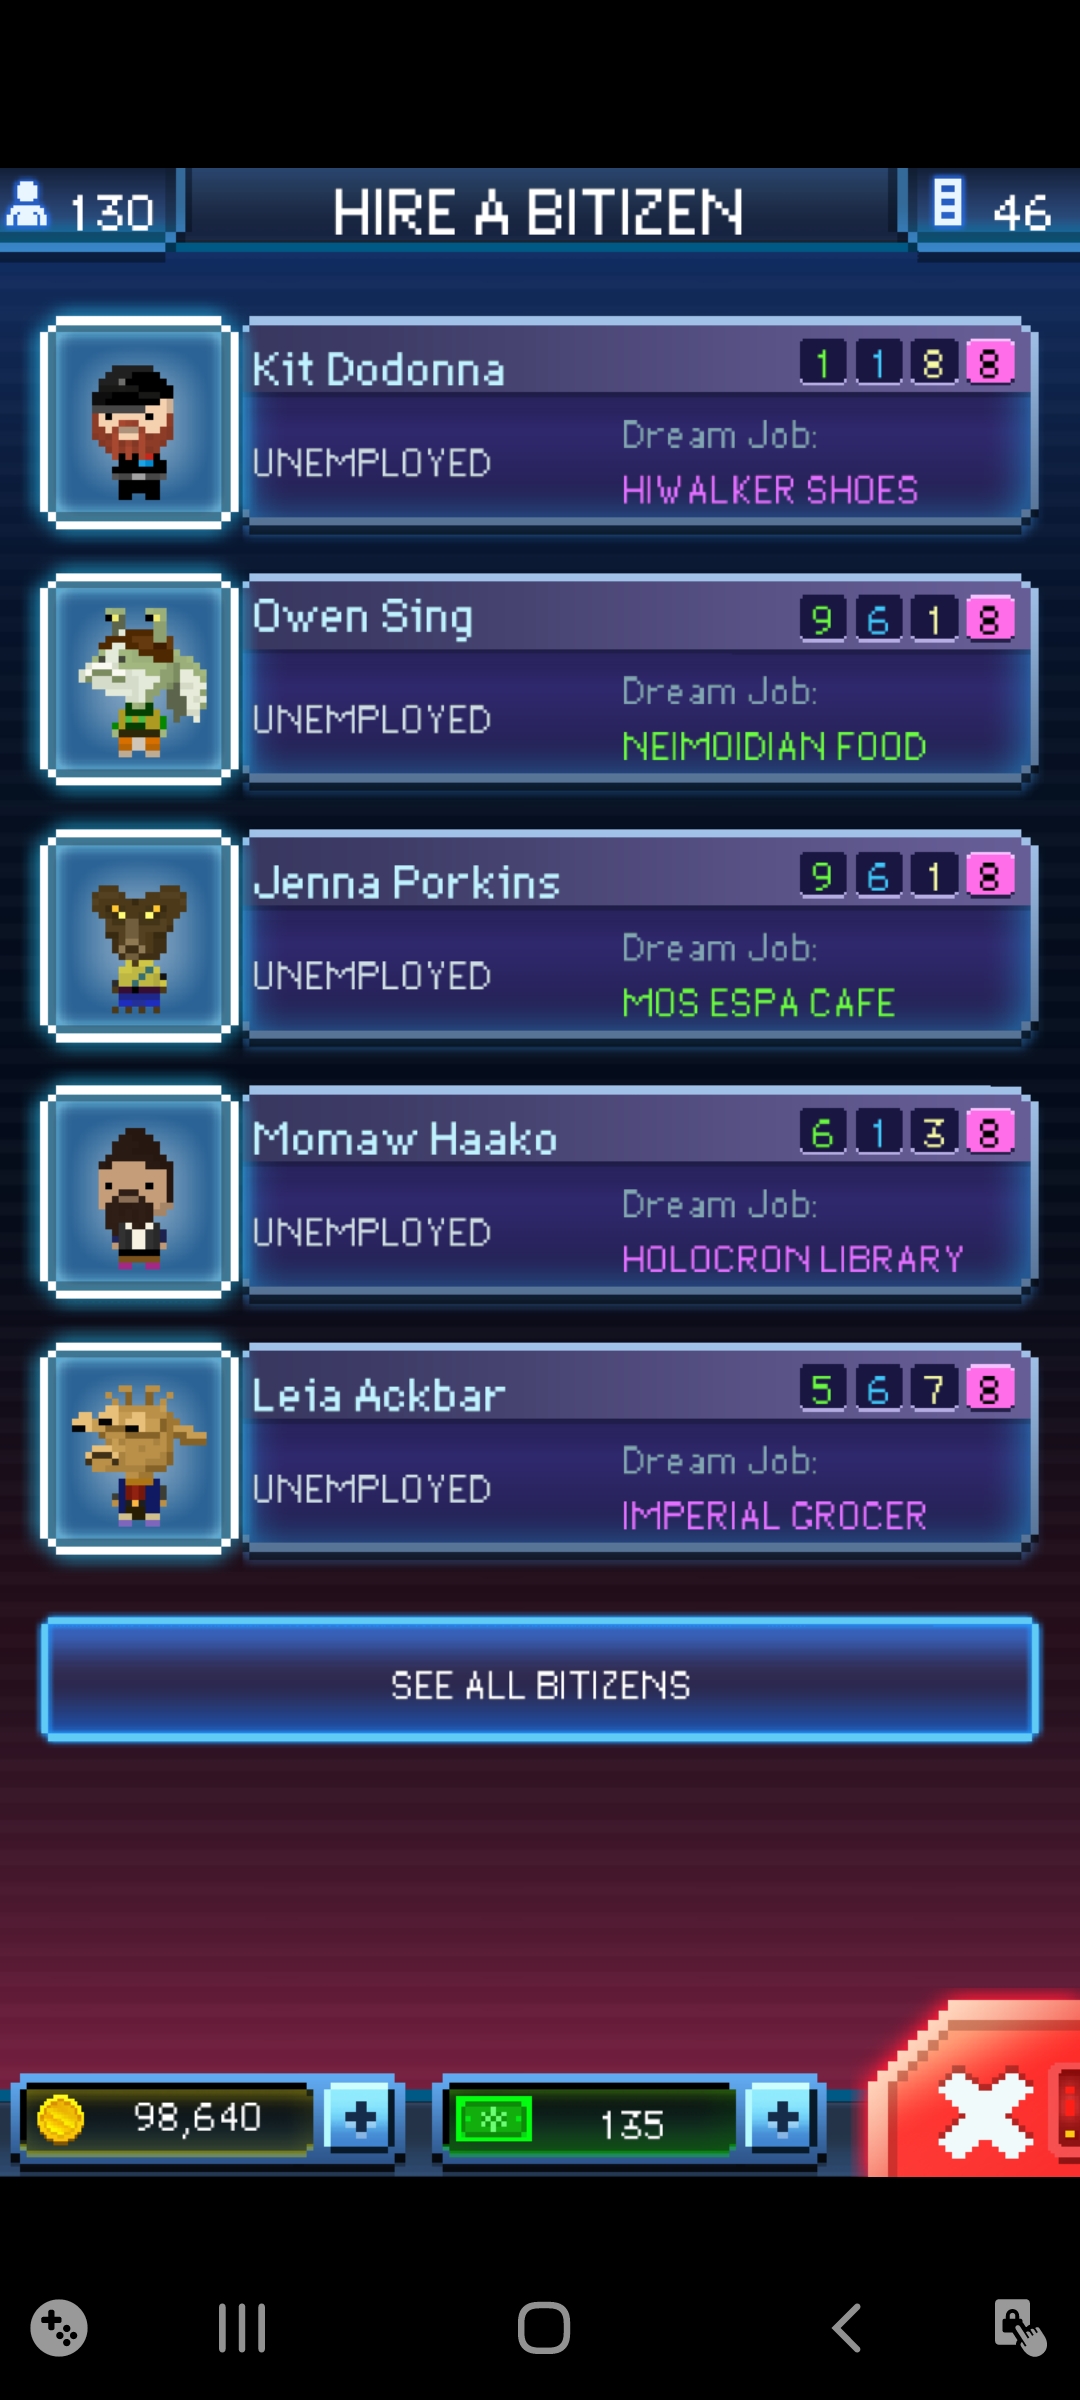 130 HIRE A BITIZEN 46
Kit Dodonna 1 1 8 8
Dream Job:
UNEMPLOYED
HIWALKER SHOES
Owen Sing 9 6 1 8
Dream Job:
UNEMPLOYED
NEIMOIDIAN FOOD
Jenna Porkins 9 6 1 8
Dream Job:
UNEMPLOYED
MOS ESPA CAFE
Momaw Haako 6 1 3 8
Dream Job:
UNEMPLOYED
HOLOCRON LIBRARY
Leia Ackbar 5 6 7 8
Dream Job:
UNEMPLOYED
IMPERIAL GROCER
SEE ALL BITIZENS
98,640 + 135 +